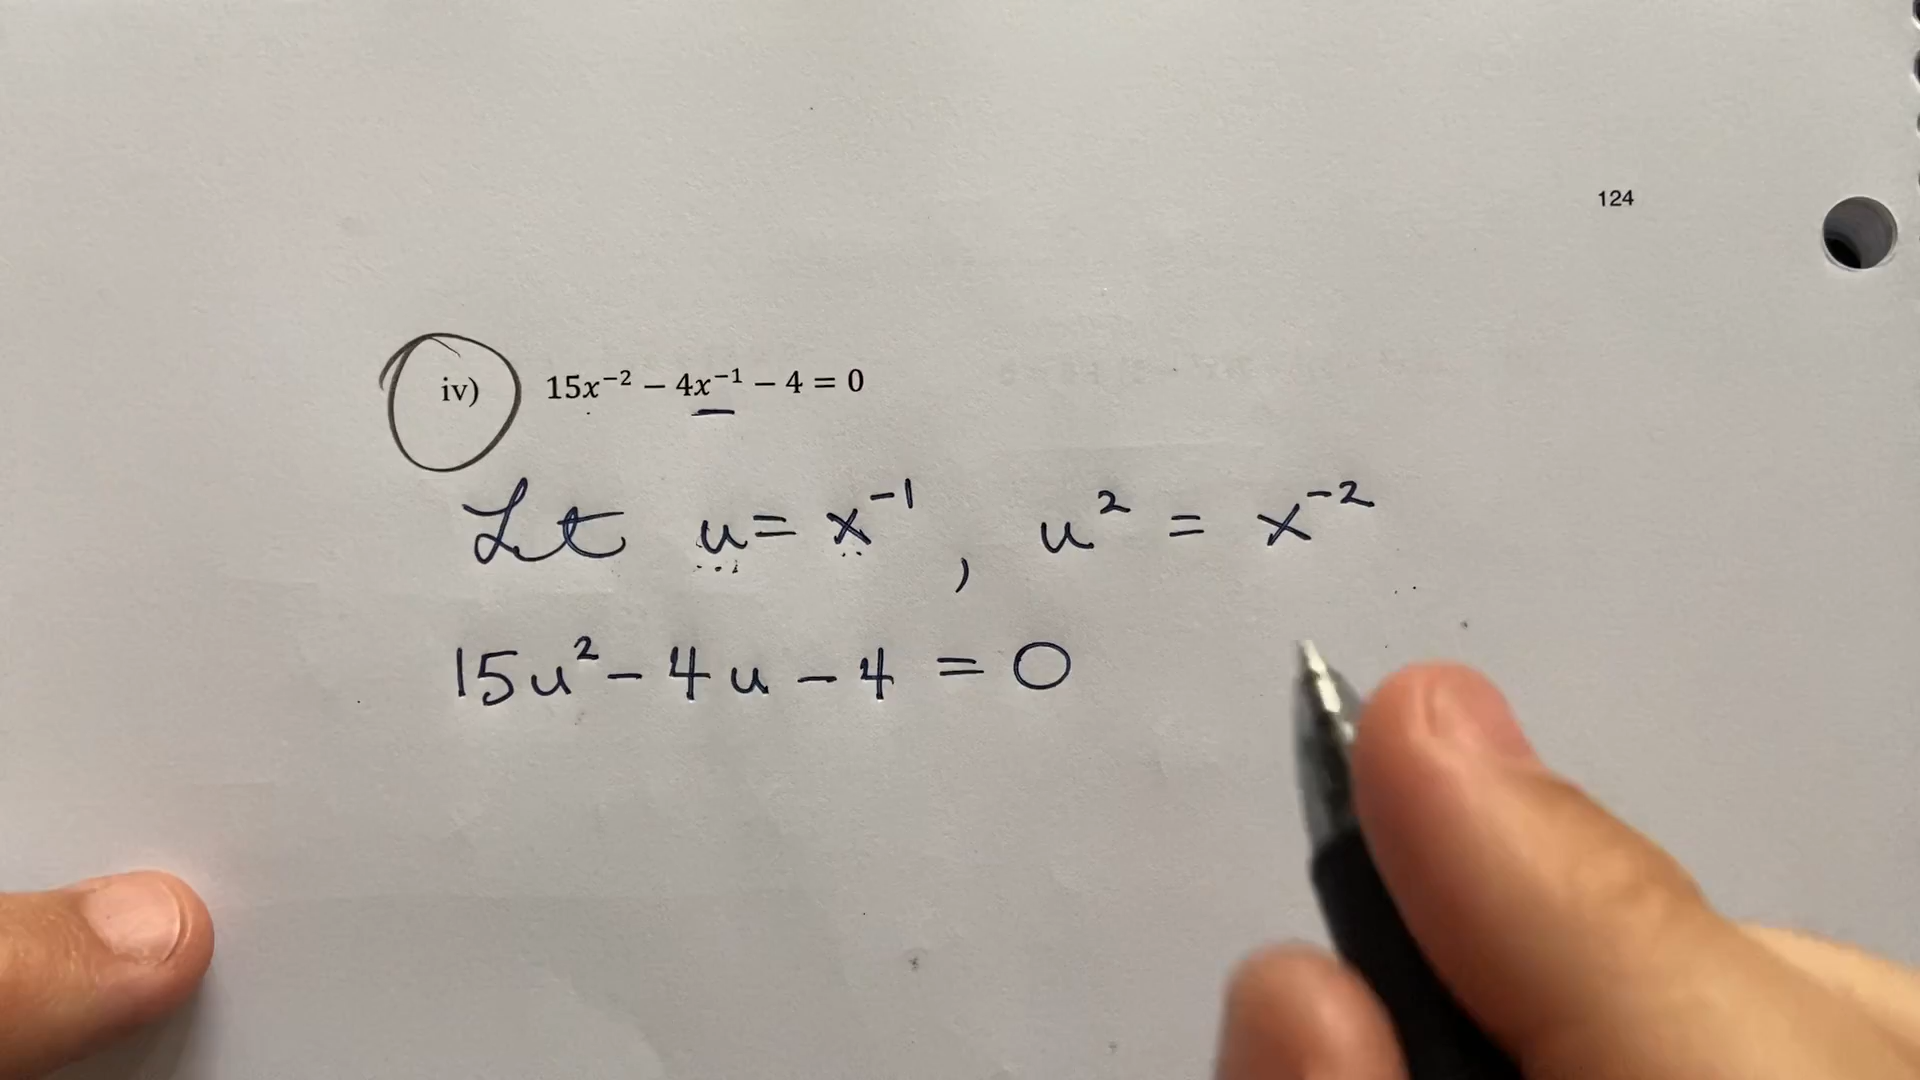 124
iv) 15x⁻² − 4x⁻¹ − 4 = 0
Let u = x⁻¹ , u² = x⁻²
15u² − 4u − 4 = 0